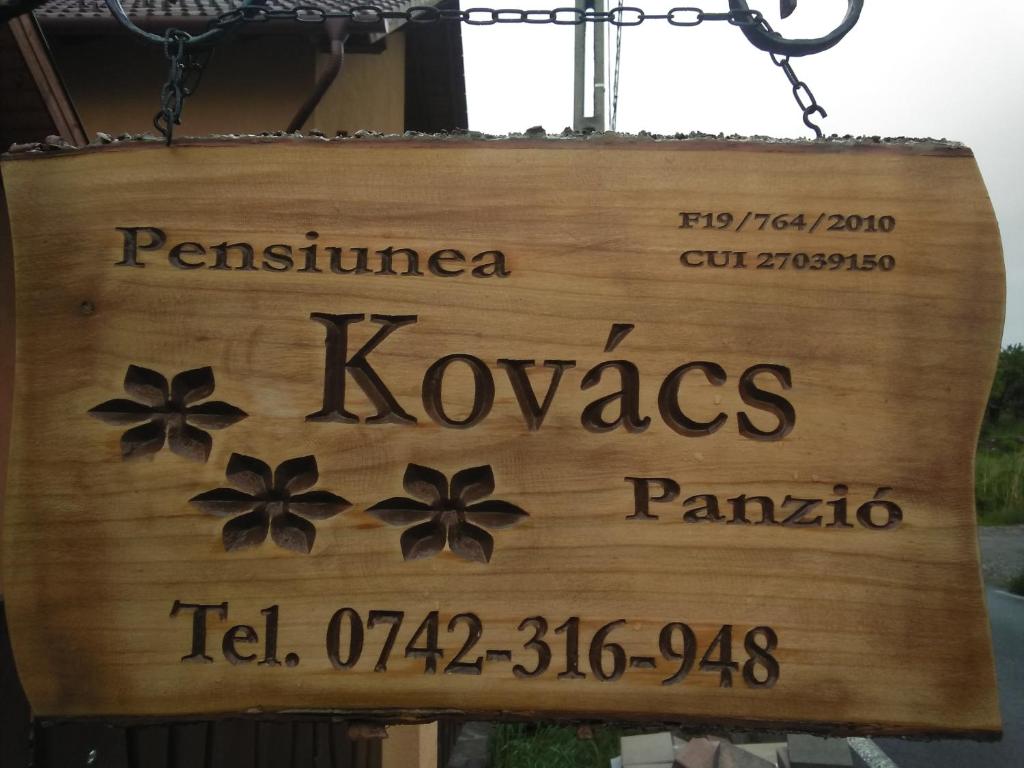 F19/764/2010
Pensiunea
CUI 27039150
Kovács
Panzió
Tel. 0742-316-948